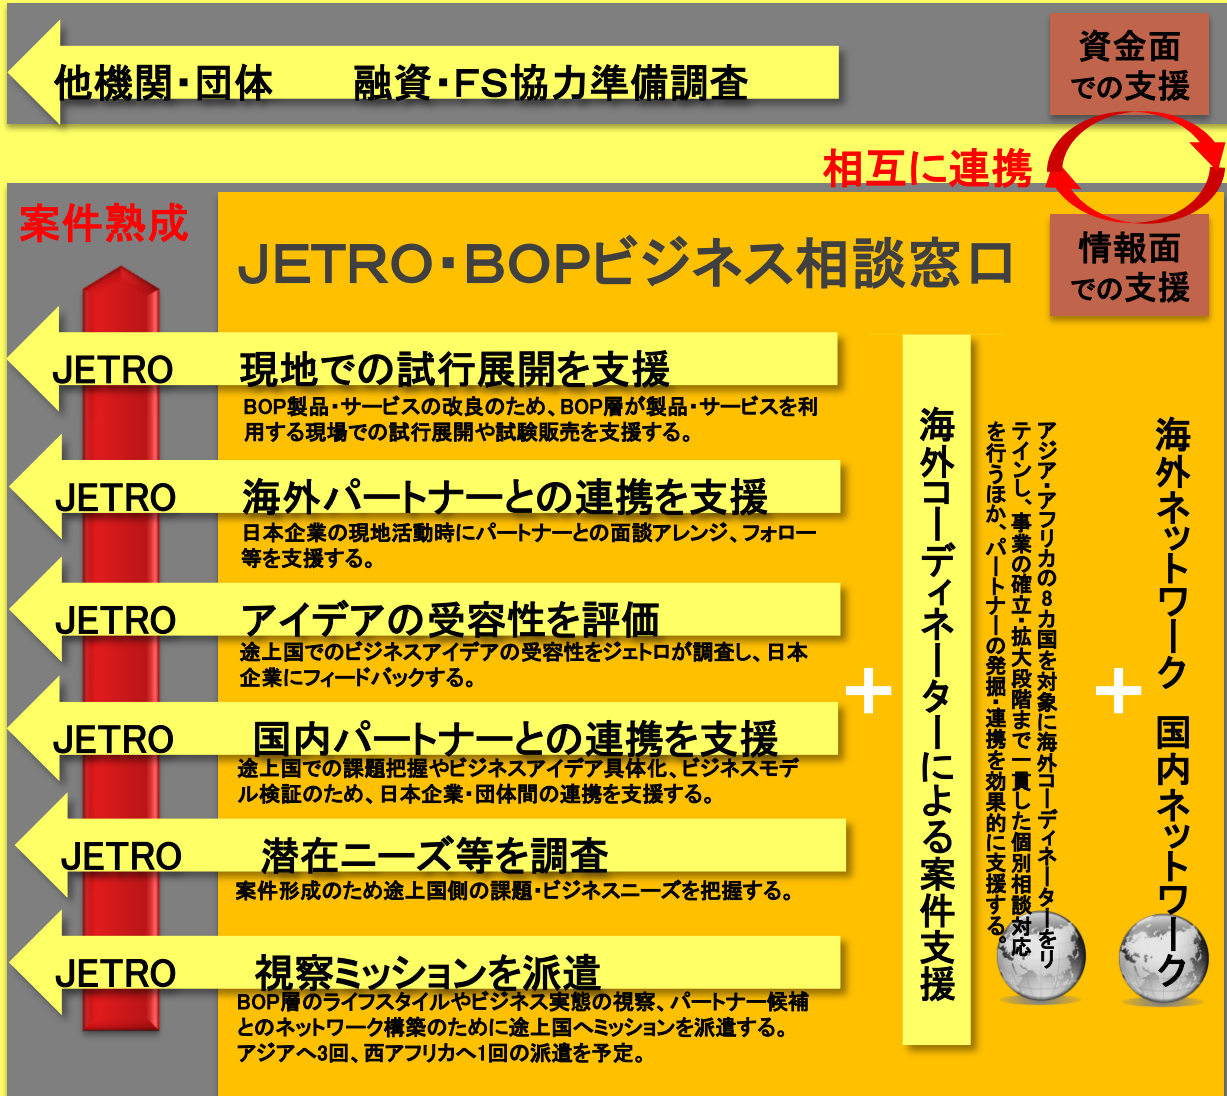 他機関・団体　融資・FS協力準備調査
資金面
での支援
相互に連携
案件熟成
JETRO・BOPビジネス相談窓口
情報面
での支援
JETRO　現地での試行展開を支援
BOP製品・サービスの改良のため、BOP層が製品・サービスを利
用する現場での試行展開や試験販売を支援する。
JETRO　海外パートナーとの連携を支援
日本企業の現地活動時にパートナーとの面談アレンジ、フォロー
等を支援する。
JETRO　アイデアの受容性を評価
途上国でのビジネスアイデアの受容性をジェトロが調査し、日本
企業にフィードバックする。
JETRO　国内パートナーとの連携を支援
途上国での課題把握やビジネスアイデア具体化、ビジネスモデ
ル検証のため、日本企業・団体間の連携を支援する。
JETRO　潜在ニーズ等を調査
案件形成のため途上国側の課題・ビジネスニーズを把握する。
JETRO　視察ミッションを派遣
BOP層のライフスタイルやビジネス実態の視察、パートナー候補
とのネットワーク構築のために途上国へミッションを派遣する。
アジアへ3回、西アフリカへ1回の派遣を予定。
+
海外コーディネーターによる案件支援
アジア・アフリカの8カ国を対象に海外コーディネーターをリ
テインし、事業の確立・拡大段階まで一貫した個別相談対応
を行うほか、パートナーの発掘・連携を効果的に支援する。
+
海外ネットワーク　国内ネットワーク